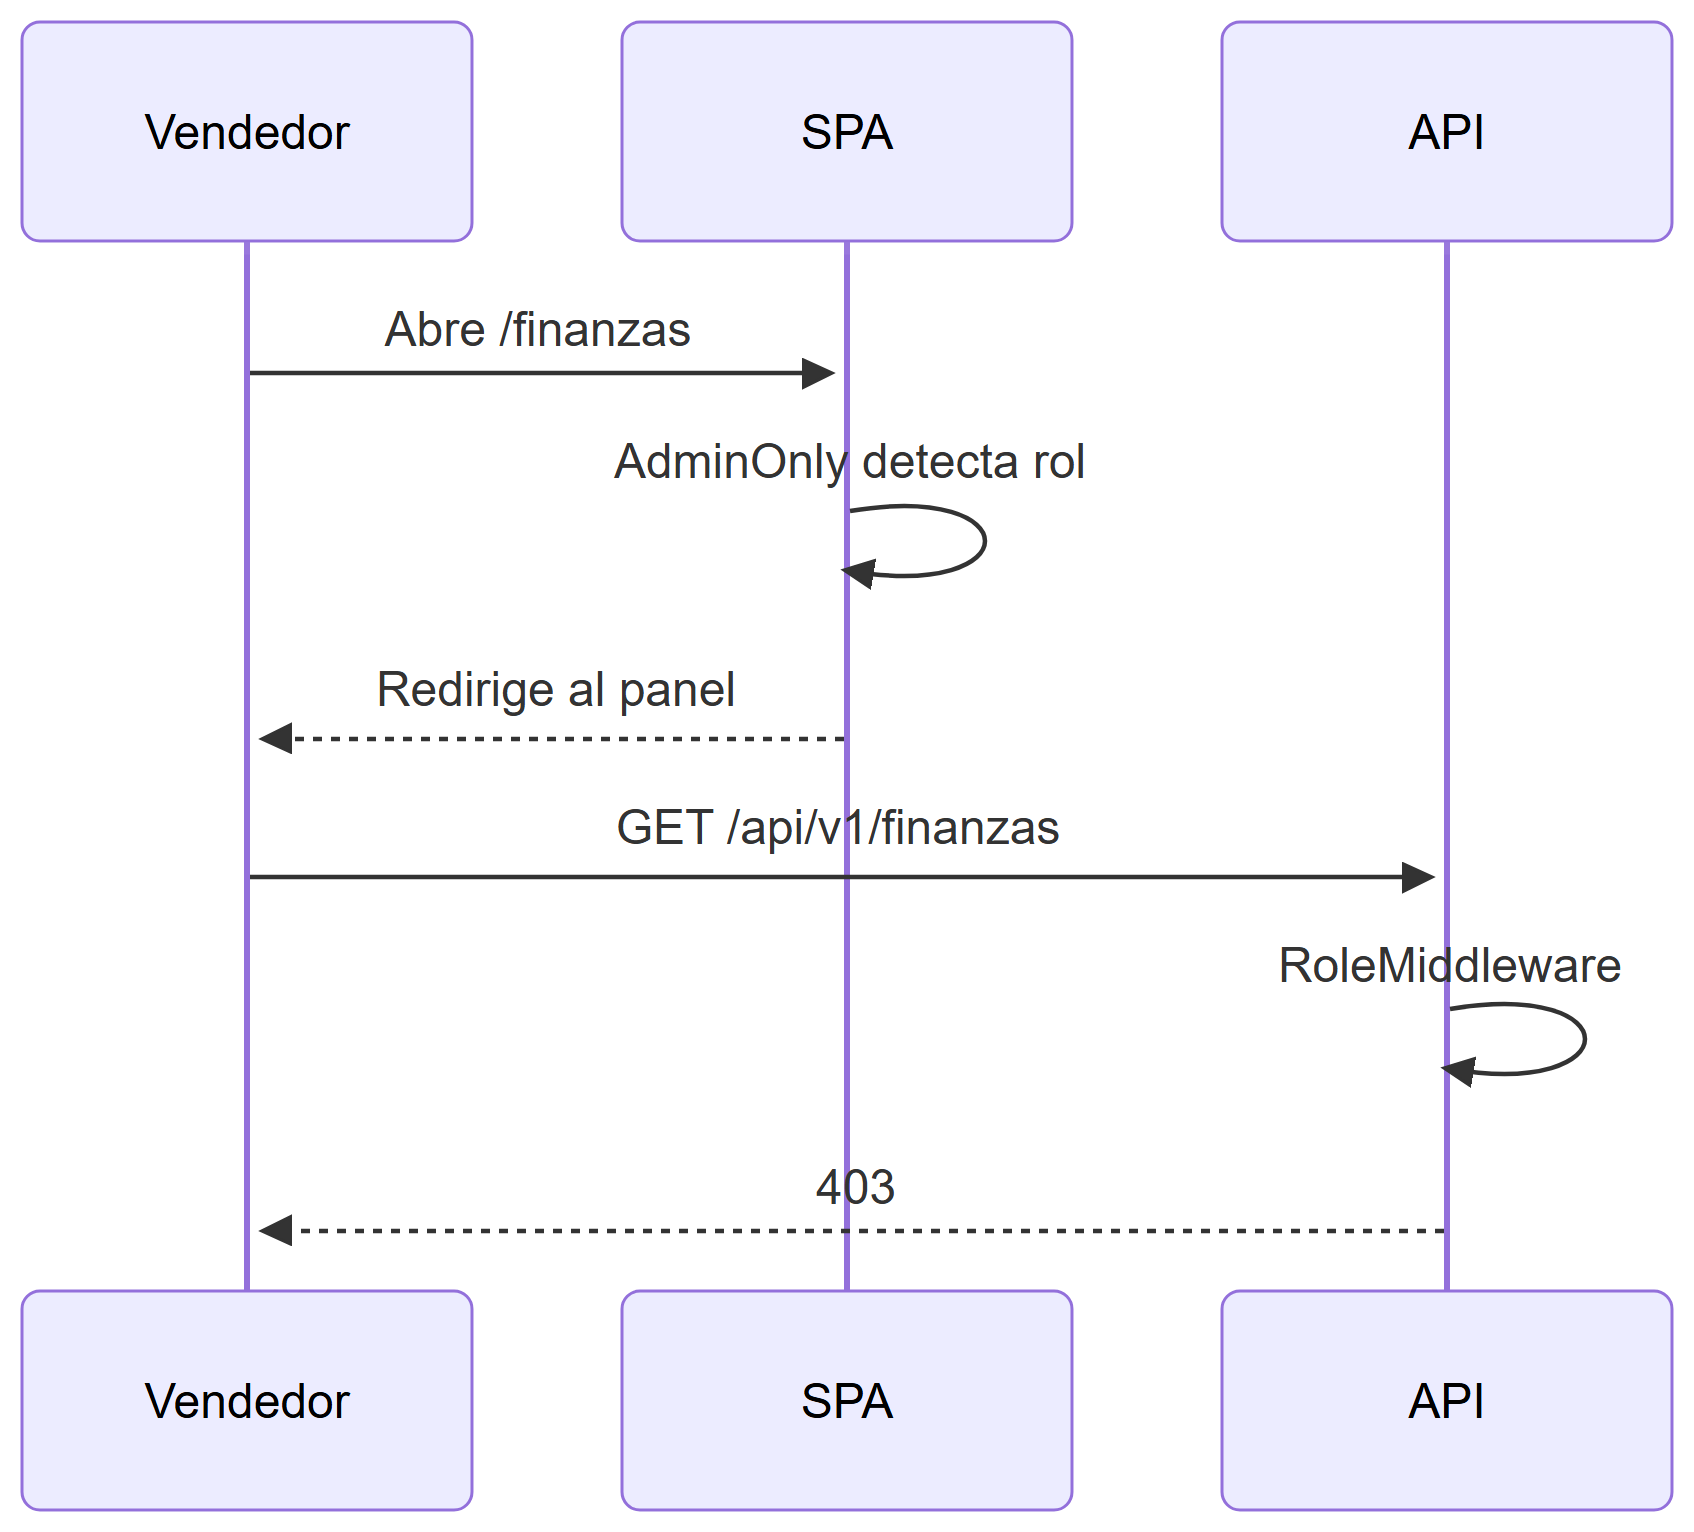 Vendedor
SPA
API
Abre /finanzas
AdminOnly detecta rol
Redirige al panel
GET /api/v1/finanzas
RoleMiddleware
403
Vendedor
SPA
API